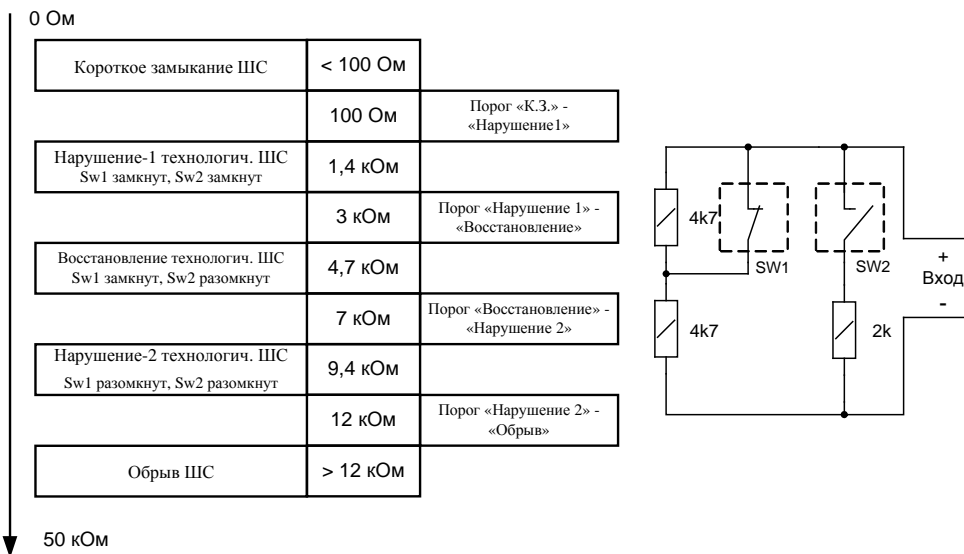 0 Ом
Короткое замыкание ШС
< 100 Ом
100 Ом
Порог «К.З.» -
«Нарушение1»
Нарушение-1 технологич. ШС
Sw1 замкнут, Sw2 замкнут
1,4 кОм
3 кОм
Порог «Нарушение 1» -
«Восстановление»
Восстановление технологич. ШС
Sw1 замкнут, Sw2 разомкнут
4,7 кОм
7 кОм
Порог «Восстановление» -
«Нарушение 2»
Нарушение-2 технологич. ШС
Sw1 разомкнут, Sw2 разомкнут
9,4 кОм
12 кОм
Порог «Нарушение 2» -
«Обрыв»
Обрыв ШС
> 12 кОм
50 кОм
4k7
SW1
SW2
+
Вход
-
4k7
2k